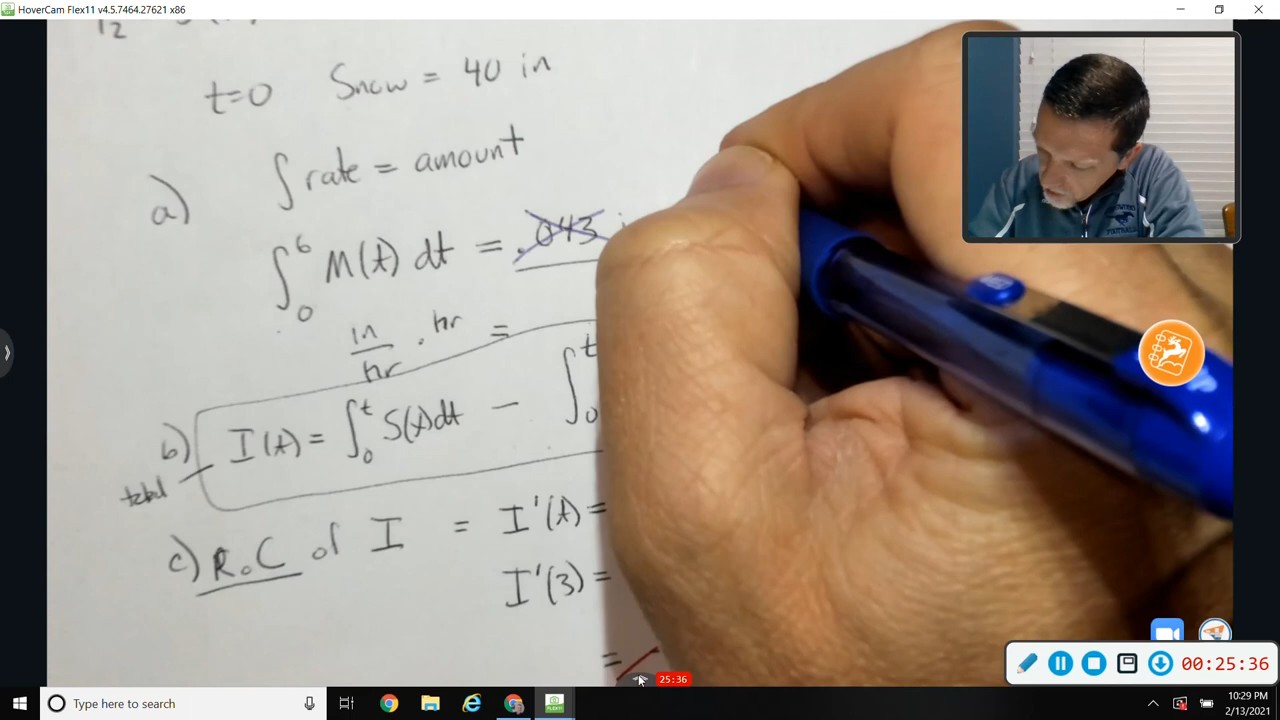 HoverCam Flex11 v4.5.7464.27621 x86
t=0 Snow = 40 in
a) ∫ rate = amount
∫₀⁶ M(t) dt = .043
in/hr · hr =
b) I(t) = ∫₀ᵗ S(t)dt − ∫₀ᵗ
total
c) R.o.C of I = I'(t) =
I'(3) =
=
25:36
00:25:36
Type here to search
FLEX11
10:29 PM
2/13/2021